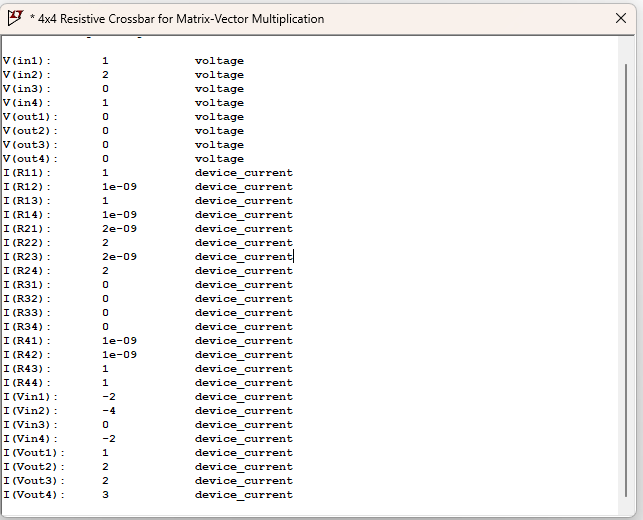 * 4x4 Resistive Crossbar for Matrix-Vector Multiplication
V(in1): 1 voltage
V(in2): 2 voltage
V(in3): 0 voltage
V(in4): 1 voltage
V(out1): 0 voltage
V(out2): 0 voltage
V(out3): 0 voltage
V(out4): 0 voltage
I(R11): 1 device_current
I(R12): 1e-09 device_current
I(R13): 1 device_current
I(R14): 1e-09 device_current
I(R21): 2e-09 device_current
I(R22): 2 device_current
I(R23): 2e-09 device_current
I(R24): 2 device_current
I(R31): 0 device_current
I(R32): 0 device_current
I(R33): 0 device_current
I(R34): 0 device_current
I(R41): 1e-09 device_current
I(R42): 1e-09 device_current
I(R43): 1 device_current
I(R44): 1 device_current
I(Vin1): -2 device_current
I(Vin2): -4 device_current
I(Vin3): 0 device_current
I(Vin4): -2 device_current
I(Vout1): 1 device_current
I(Vout2): 2 device_current
I(Vout3): 2 device_current
I(Vout4): 3 device_current